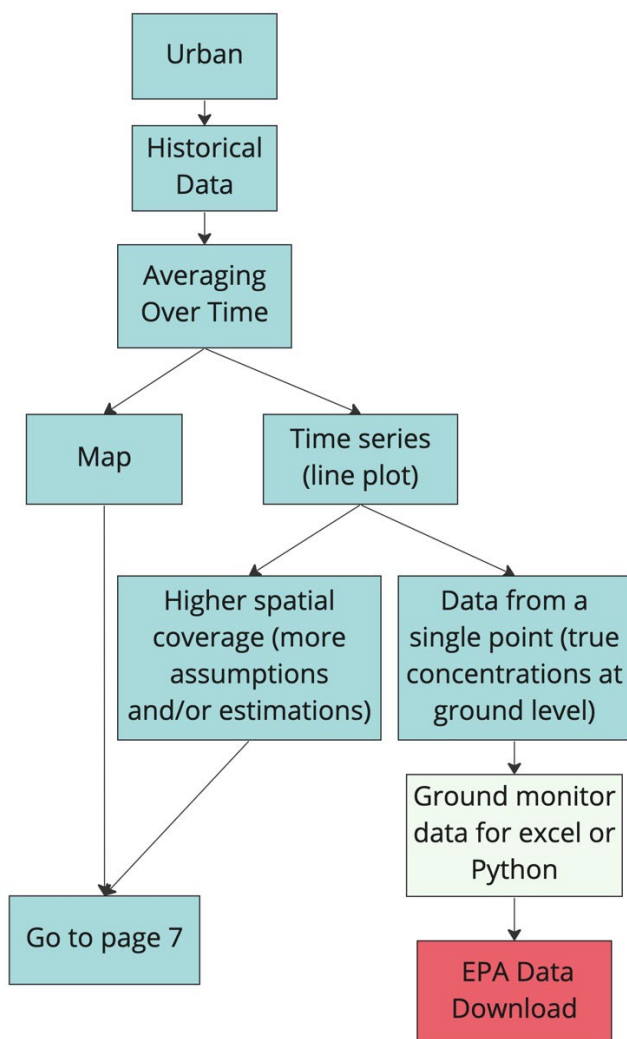 Urban
Historical
Data
Averaging
Over Time
Map
Time series
(line plot)
Higher spatial
coverage (more
assumptions
and/or estimations)
Data from a
single point (true
concentrations at
ground level)
Ground monitor
data for excel or
Python
Go to page 7
EPA Data
Download